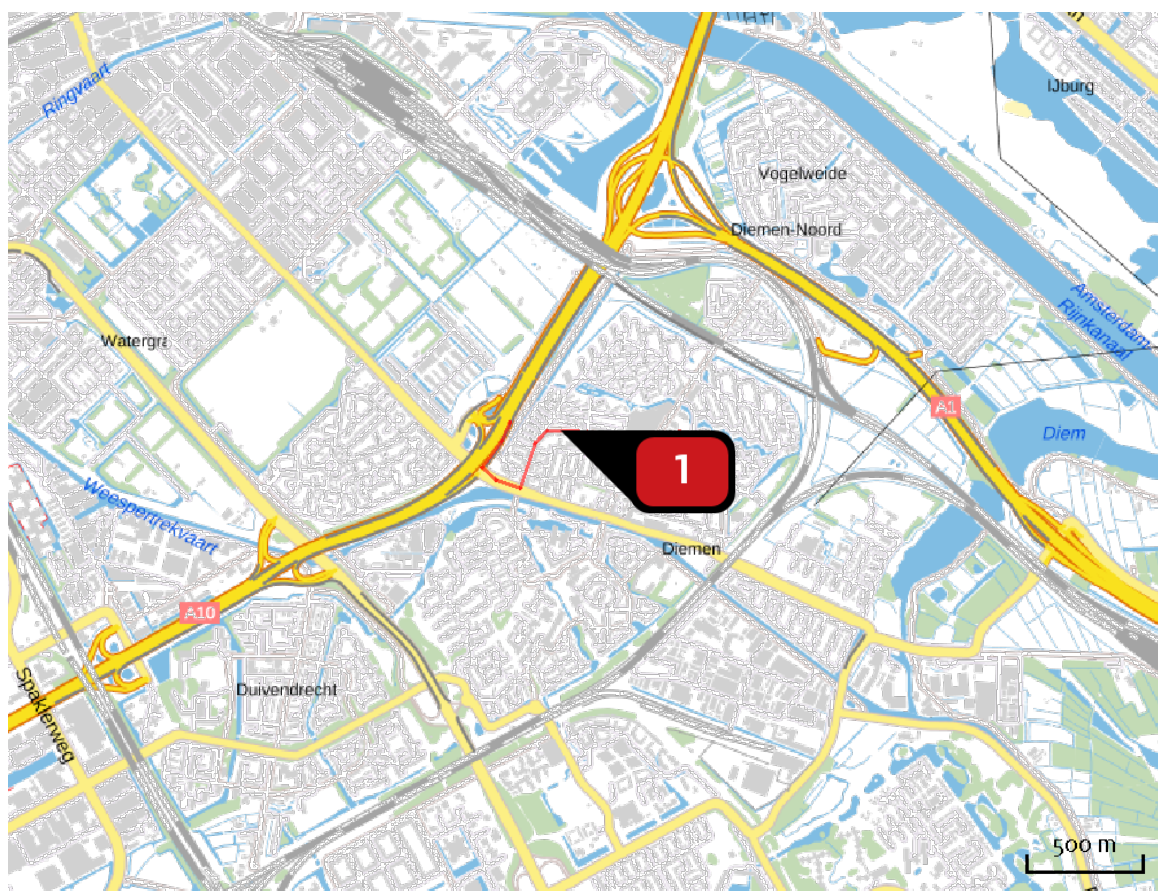 IJburg
Ringvaart
Vogelweide
Diemen-Noord
Amsterdam
Rijnkanaal
Watergra
A1
Diem
1
Weespertrekvaart
Diemen
A10
Duivendrecht
Spaklerweg
500 m